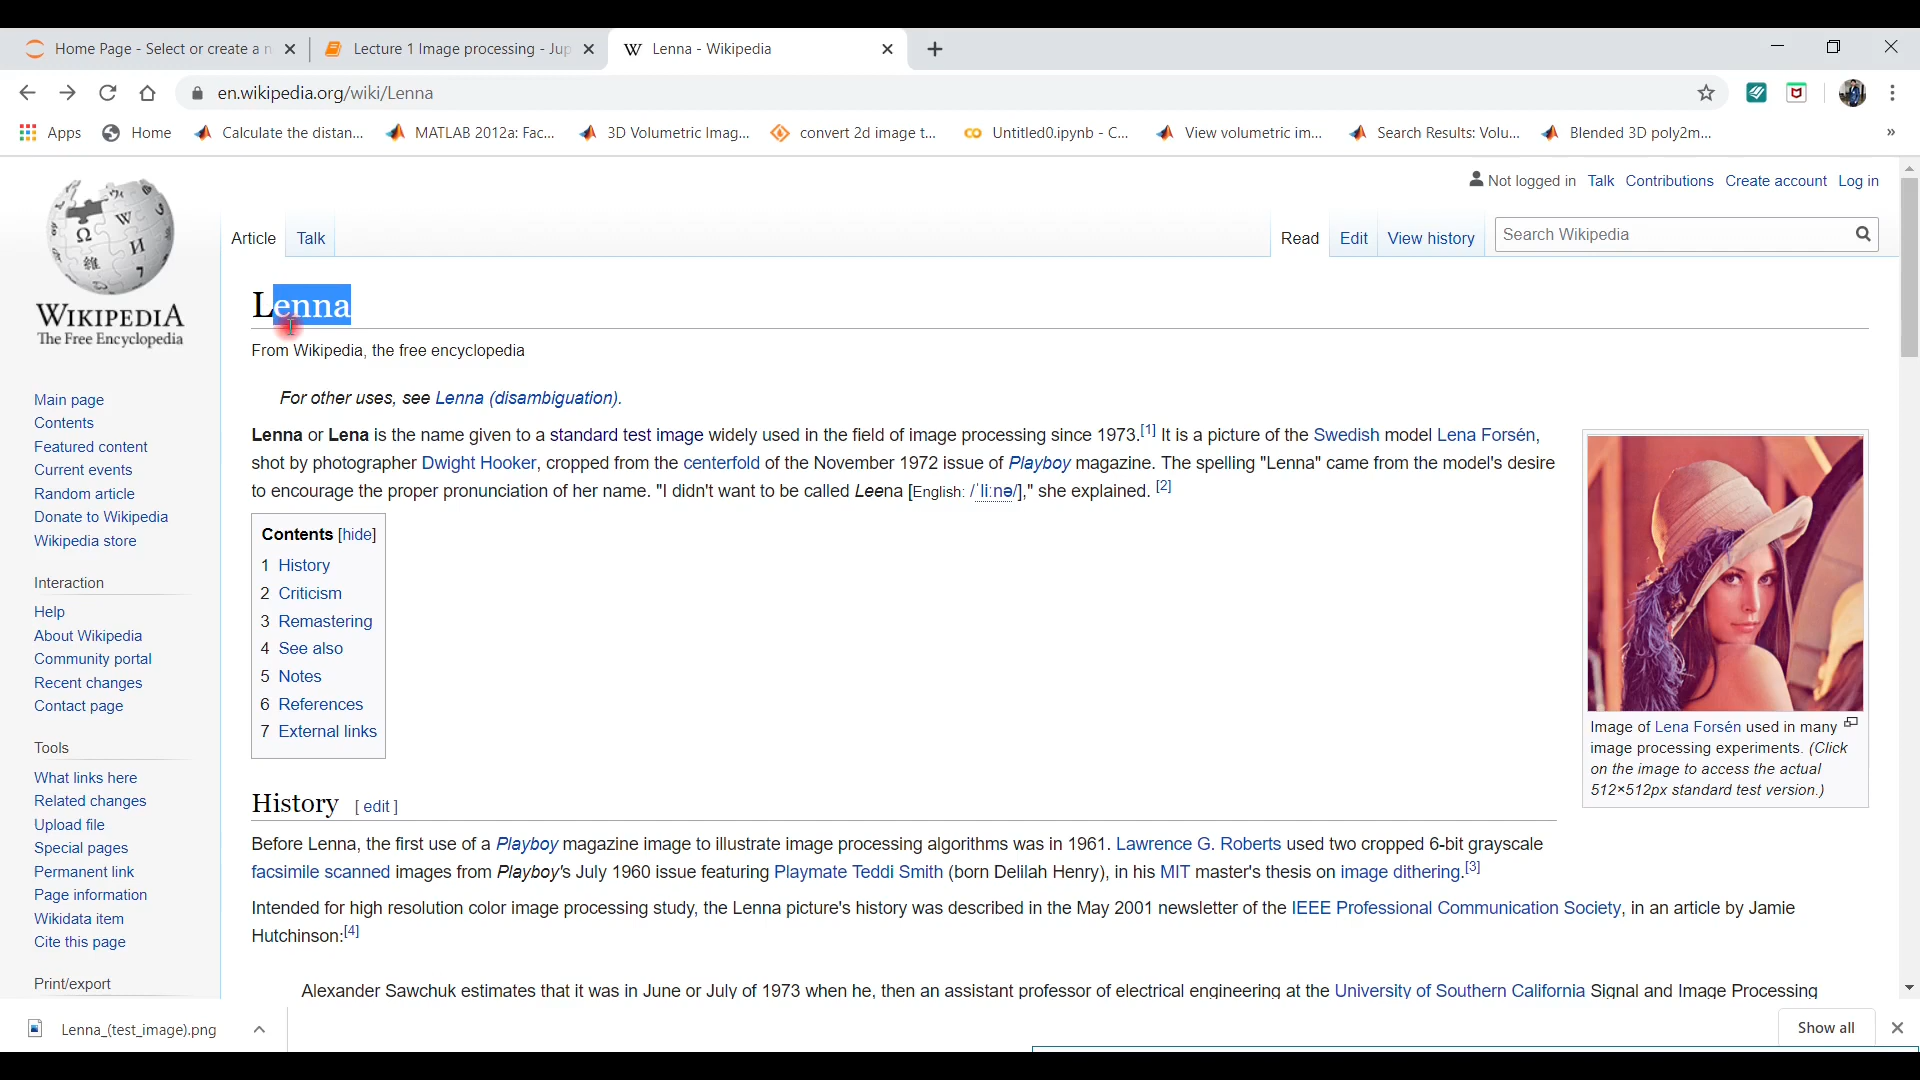 Home Page - Select or create a n
Lecture 1 Image processing - Jup
Lenna - Wikipedia
en.wikipedia.org/wiki/Lenna
Apps
Home
Calculate the distan...
MATLAB 2012a: Fac...
3D Volumetric Imag...
convert 2d image t...
Untitled0.ipynb - C...
View volumetric im...
Search Results: Volu...
Blended 3D poly2m...
»
Not logged in Talk Contributions Create account Log in
Article Talk
Read Edit View history
Search Wikipedia
WIKIPEDIA
The Free Encyclopedia
Main page
Contents
Featured content
Current events
Random article
Donate to Wikipedia
Wikipedia store
Interaction
Help
About Wikipedia
Community portal
Recent changes
Contact page
Tools
What links here
Related changes
Upload file
Special pages
Permanent link
Page information
Wikidata item
Cite this page
Print/export
Lenna
From Wikipedia, the free encyclopedia
For other uses, see Lenna (disambiguation).
Lenna or Lena is the name given to a standard test image widely used in the field of image processing since 1973.[1] It is a picture of the Swedish model Lena Forsén,
shot by photographer Dwight Hooker, cropped from the centerfold of the November 1972 issue of Playboy magazine. The spelling "Lenna" came from the model's desire
to encourage the proper pronunciation of her name. "I didn't want to be called Leena [English: /ˈliːnə/]," she explained. [2]
Contents [hide]
1 History
2 Criticism
3 Remastering
4 See also
5 Notes
6 References
7 External links
Image of Lena Forsén used in many
image processing experiments. (Click
on the image to access the actual
512×512px standard test version.)
History [ edit ]
Before Lenna, the first use of a Playboy magazine image to illustrate image processing algorithms was in 1961. Lawrence G. Roberts used two cropped 6-bit grayscale
facsimile scanned images from Playboy's July 1960 issue featuring Playmate Teddi Smith (born Delilah Henry), in his MIT master's thesis on image dithering.[3]
Intended for high resolution color image processing study, the Lenna picture's history was described in the May 2001 newsletter of the IEEE Professional Communication Society, in an article by Jamie
Hutchinson:[4]
Alexander Sawchuk estimates that it was in June or July of 1973 when he, then an assistant professor of electrical engineering at the University of Southern California Signal and Image Processing
Lenna_(test_image).png
Show all